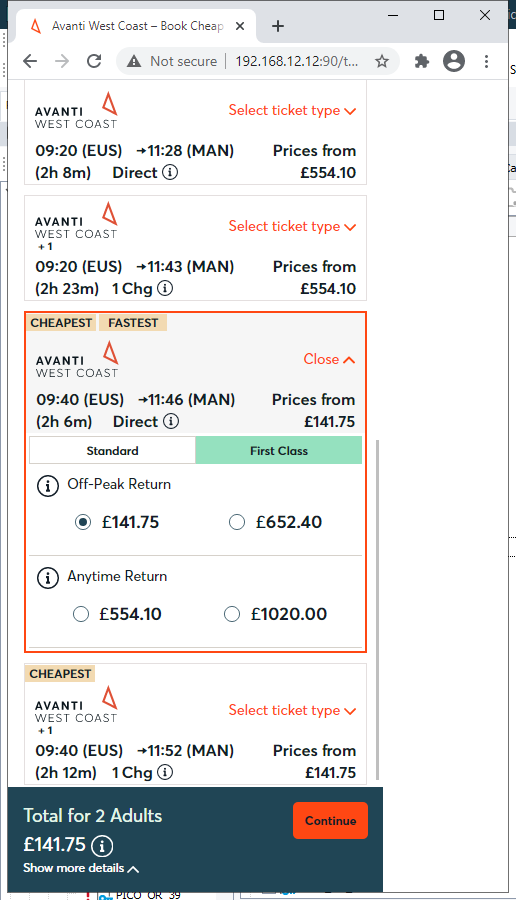 Avanti West Coast – Book Cheap
Not secure 192.168.12.12:90/t...
AVANTI
WEST COAST
Select ticket type
09:20 (EUS) →11:28 (MAN) Prices from
(2h 8m) Direct £554.10
AVANTI
WEST COAST
+ 1
Select ticket type
09:20 (EUS) →11:43 (MAN) Prices from
(2h 23m) 1 Chg £554.10
CHEAPEST FASTEST
AVANTI
WEST COAST
Close
09:40 (EUS) →11:46 (MAN) Prices from
(2h 6m) Direct £141.75
Standard First Class
Off-Peak Return
£141.75 £652.40
Anytime Return
£554.10 £1020.00
CHEAPEST
AVANTI
WEST COAST
+ 1
Select ticket type
09:40 (EUS) →11:52 (MAN) Prices from
(2h 12m) 1 Chg £141.75
Total for 2 Adults
£141.75
Continue
Show more details
PICO_OR_39